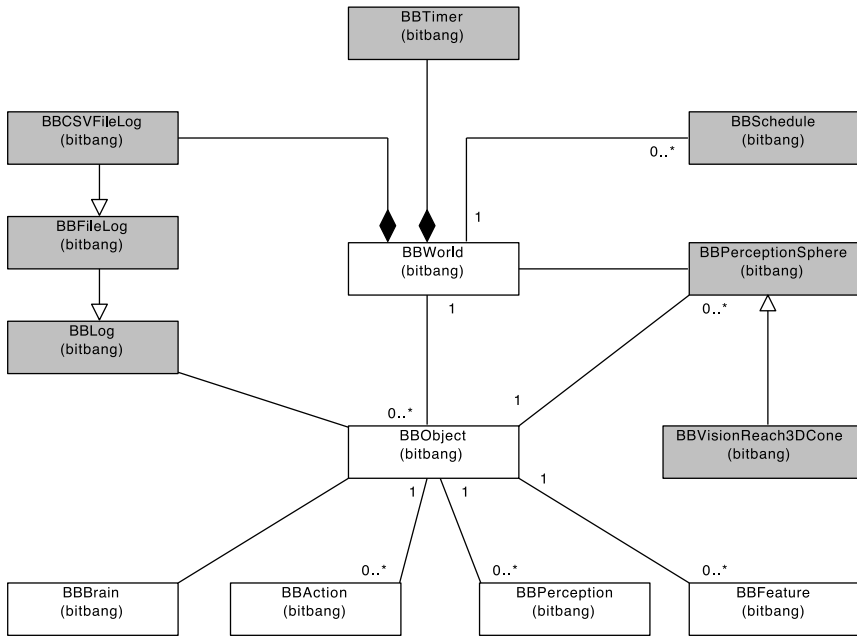 BBTimer
(bitbang)
BBCSVFileLog
(bitbang)
BBSchedule
(bitbang)
0..*
1
BBFileLog
(bitbang)
BBWorld
(bitbang)
BBPerceptionSphere
(bitbang)
1
0..*
BBLog
(bitbang)
1
0..*
BBObject
(bitbang)
BBVisionReach3DCone
(bitbang)
1
1
1
0..*
0..*
0..*
BBBrain
(bitbang)
BBAction
(bitbang)
BBPerception
(bitbang)
BBFeature
(bitbang)